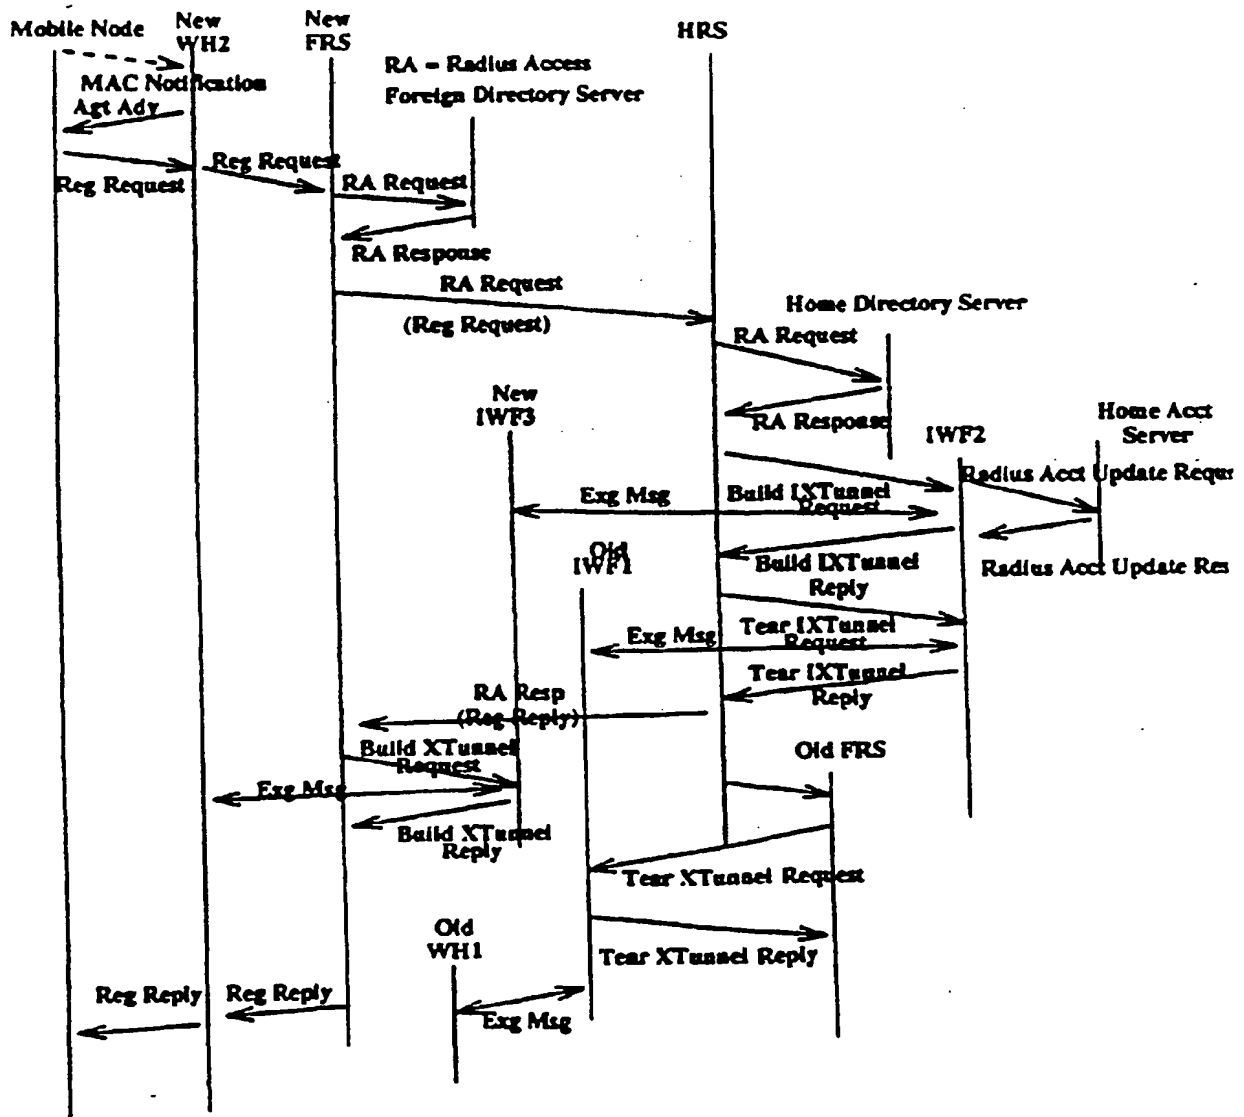 Mobile Node
New
WH2
New
FRS
HRS
RA = Radius Access
Foreign Directory Server
MAC Notification
Agt Adv
Reg Request
Reg Request
RA Request
RA Response
RA Request
(Reg Request)
Home Directory Server
RA Request
RA Response
New
IWF3
IWF2
Home Acct
Server
Radius Acct Update Requ
Exg Msg
Build IXTunnel
Request
Old
IWF1
Build IXTunnel
Reply
Radius Acct Update Res
Exg Msg
Tear IXTunnel
Request
Tear IXTunnel
Reply
RA Resp
(Reg Reply)
Build XTunnel
Request
Old FRS
Exg Msg
Build XTunnel
Reply
Tear XTunnel Request
Old
WH1
Tear XTunnel Reply
Reg Reply
Reg Reply
Exg Msg